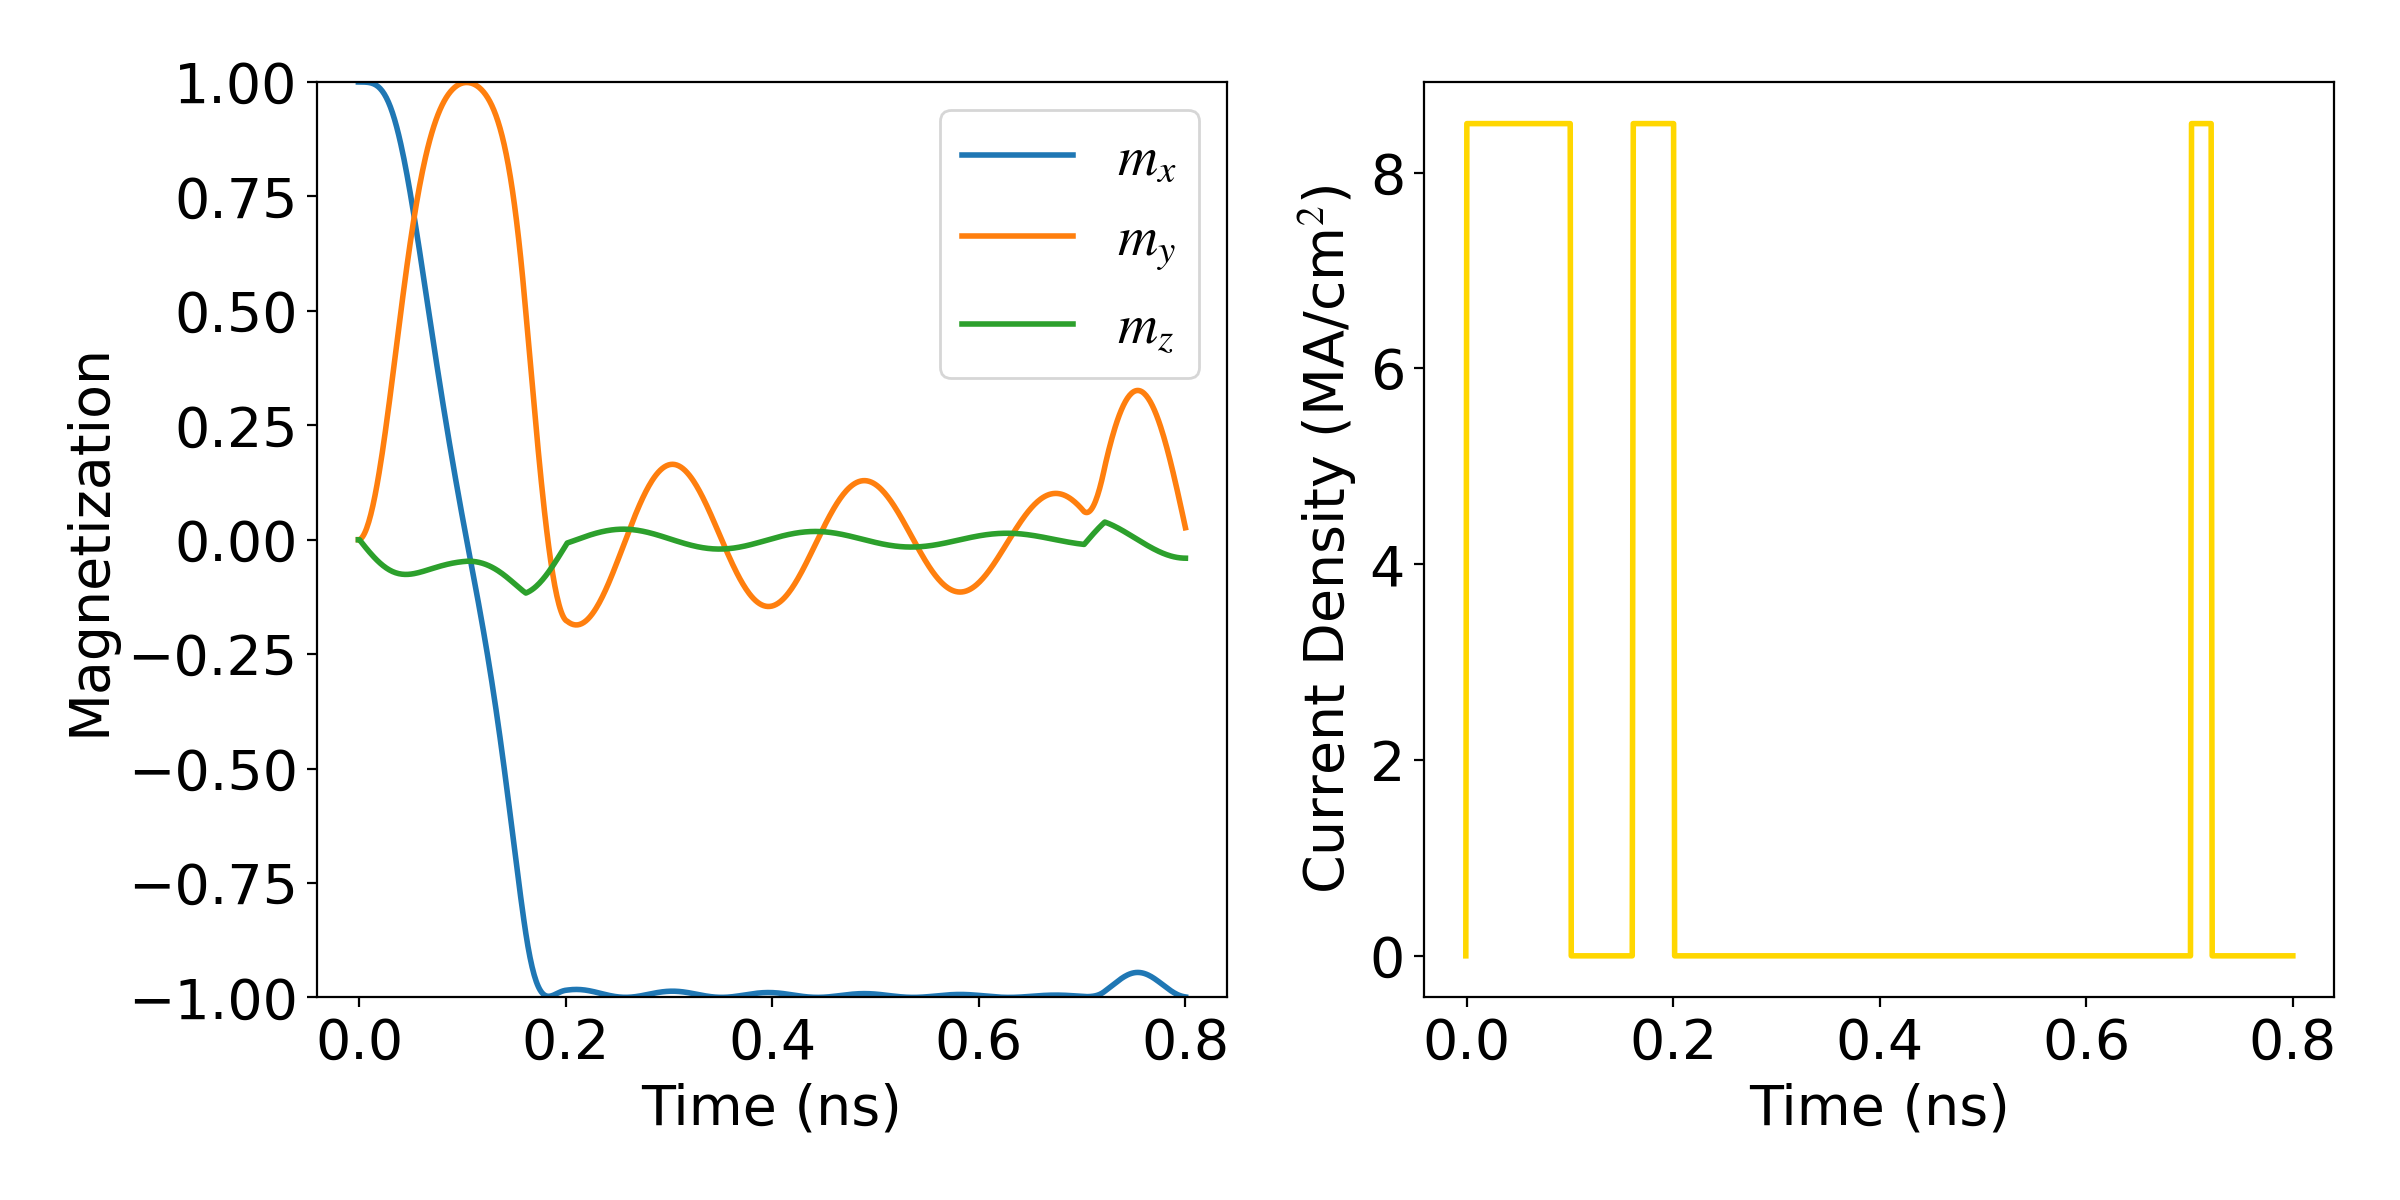 1.00
0.75
0.50
0.25
0.00
−0.25
−0.50
−0.75
−1.00
Magnetization
0.0 0.2 0.4 0.6 0.8
Time (ns)
mₓ
m_y
m_z
8
6
4
2
0
Current Density (MA/cm²)
0.0 0.2 0.4 0.6 0.8
Time (ns)